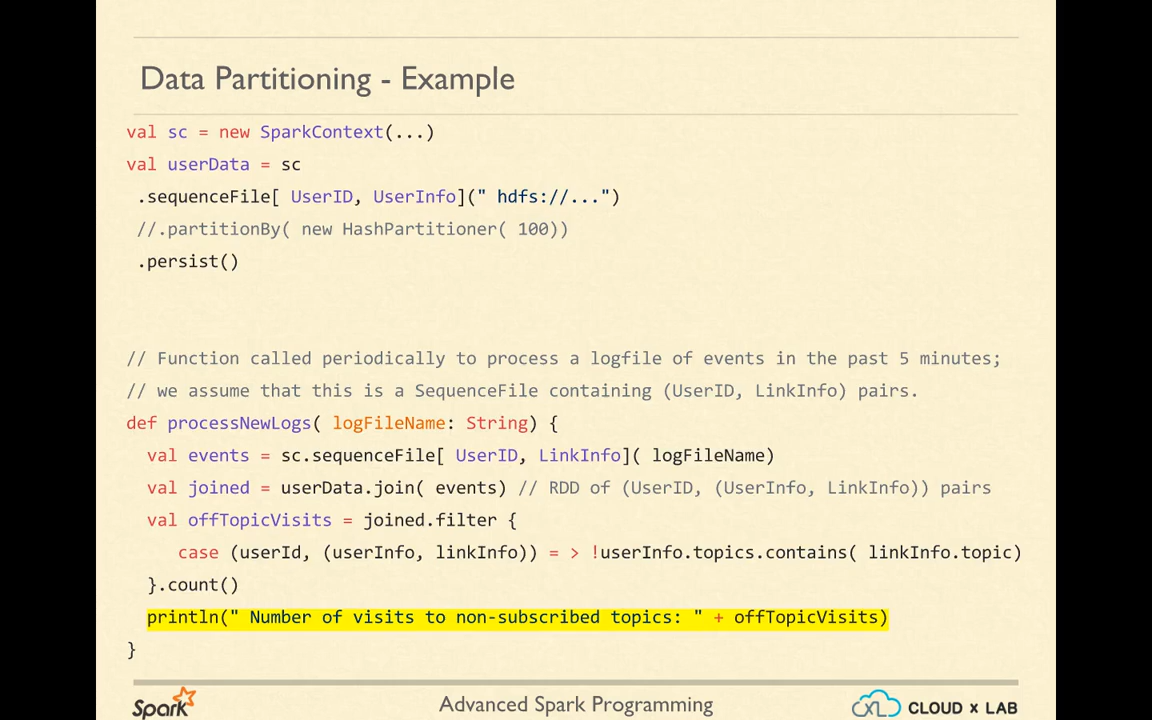 Data Partitioning - Example
val sc = new SparkContext(...)
val userData = sc
.sequenceFile[ UserID, UserInfo](" hdfs://...")
//.partitionBy( new HashPartitioner( 100))
.persist()
// Function called periodically to process a logfile of events in the past 5 minutes;
// we assume that this is a SequenceFile containing (UserID, LinkInfo) pairs.
def processNewLogs( logFileName: String) {
val events = sc.sequenceFile[ UserID, LinkInfo]( logFileName)
val joined = userData.join( events) // RDD of (UserID, (UserInfo, LinkInfo)) pairs
val offTopicVisits = joined.filter {
case (userId, (userInfo, linkInfo)) = > !userInfo.topics.contains( linkInfo.topic)
}.count()
println(" Number of visits to non-subscribed topics: " + offTopicVisits)
}
Spark Advanced Spark Programming CXL CLOUD x LAB